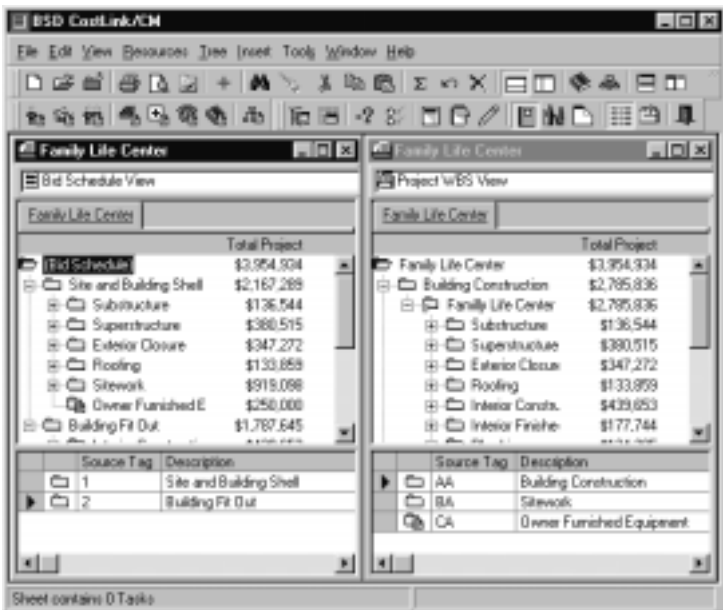 BSD CostLink/CM
File Edit View Resources Tree Insert Tools Window Help
Family Life Center
Bid Schedule View
Family Life Center
Total Project
(Bid Schedule) $3,954,934
Site and Building Shell $2,167,289
Substructure $136,544
Superstructure $380,515
Exterior Closure $347,272
Roofing $133,859
Sitework $919,098
Owner Furnished E $250,000
Building Fit Out $1,787,645
Source Tag Description
1 Site and Building Shell
2 Building Fit Out
Family Life Center
Project WBS View
Family Life Center
Total Project
Family Life Center $3,954,934
Building Construction $2,785,836
Family Life Center $2,785,836
Substructure $136,544
Superstructure $380,515
Exterior Closure $347,272
Roofing $133,859
Interior Constr. $439,653
Interior Finishe $177,744
Source Tag Description
AA Building Construction
BA Sitework
CA Owner Furnished Equipment
Sheet contains 0 Tasks